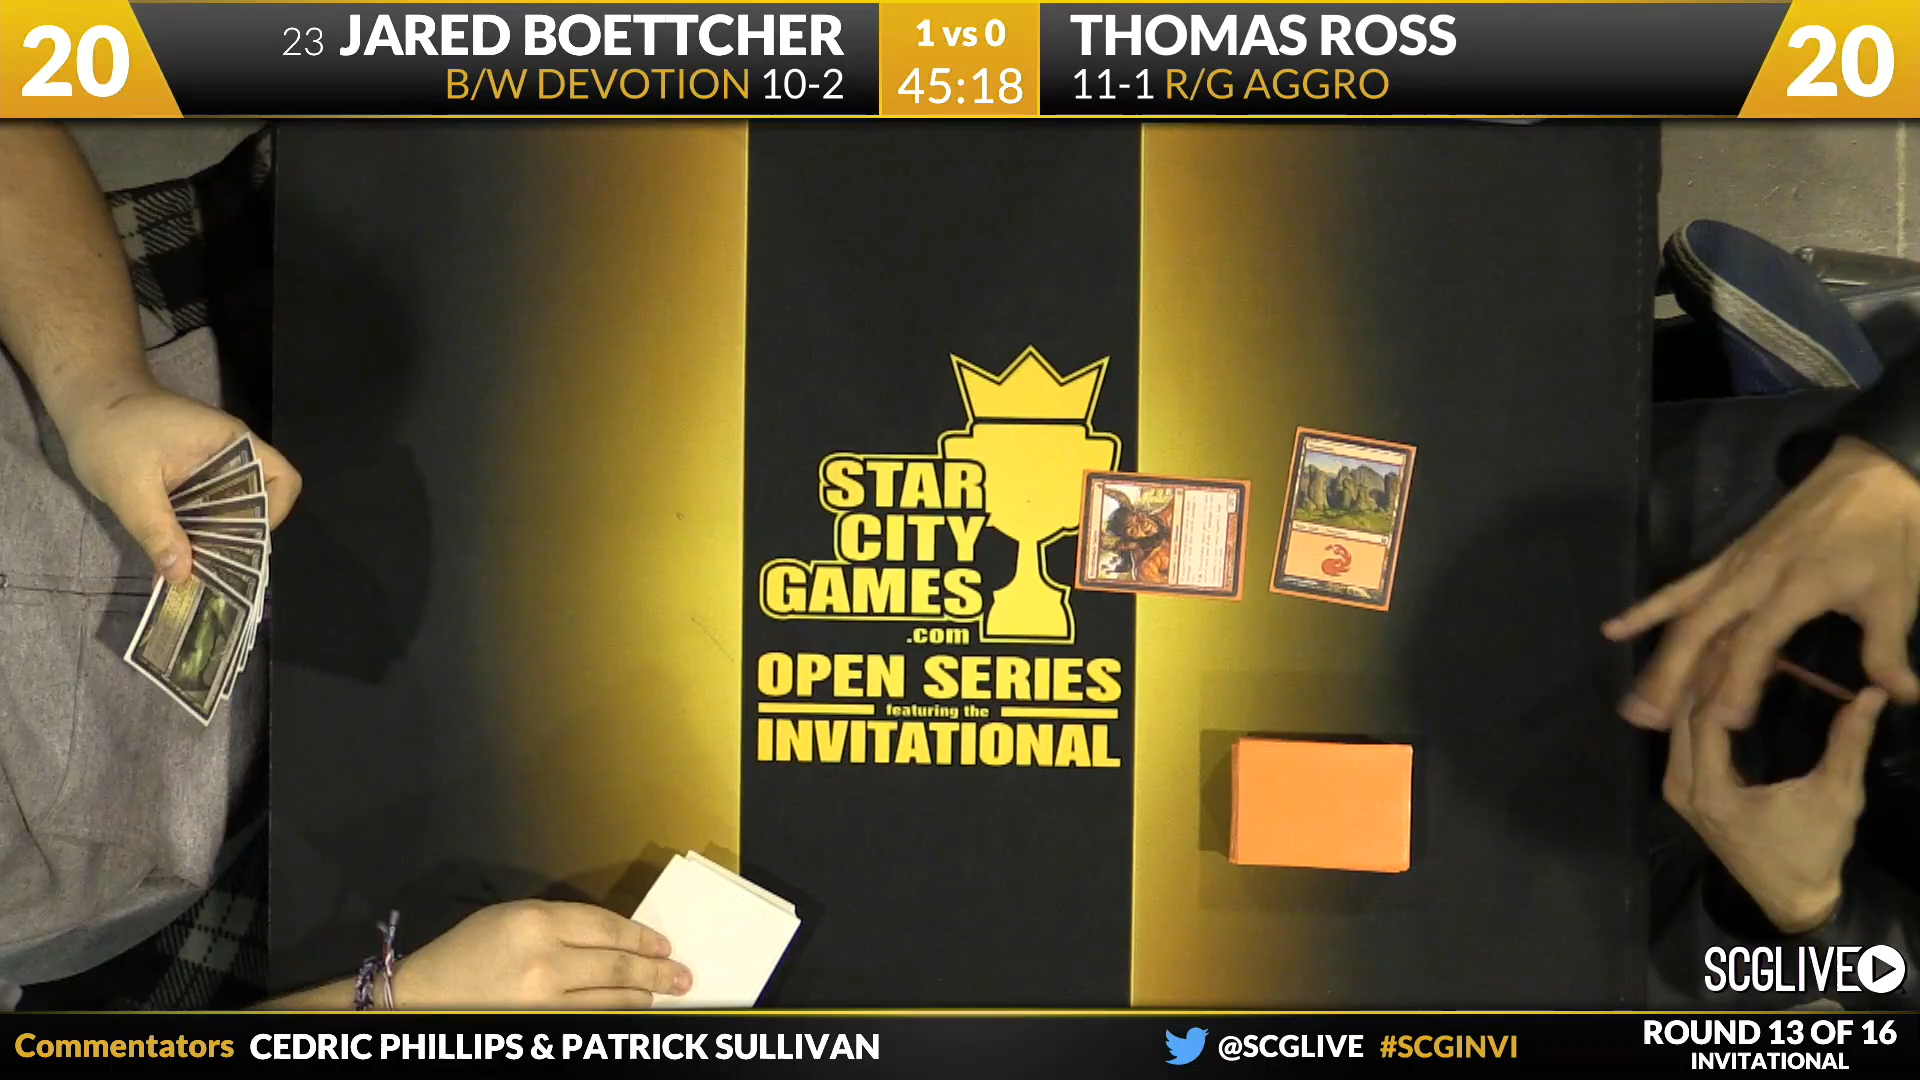 20
23 JARED BOETTCHER
B/W DEVOTION 10-2
1 vs 0
45:18
THOMAS ROSS
11-1 R/G AGGRO
20
STAR
CITY
GAMES
.com
OPEN SERIES
featuring the
INVITATIONAL
SCGLIVE
Commentators CEDRIC PHILLIPS & PATRICK SULLIVAN
@SCGLIVE #SCGINVI
ROUND 13 OF 16
INVITATIONAL